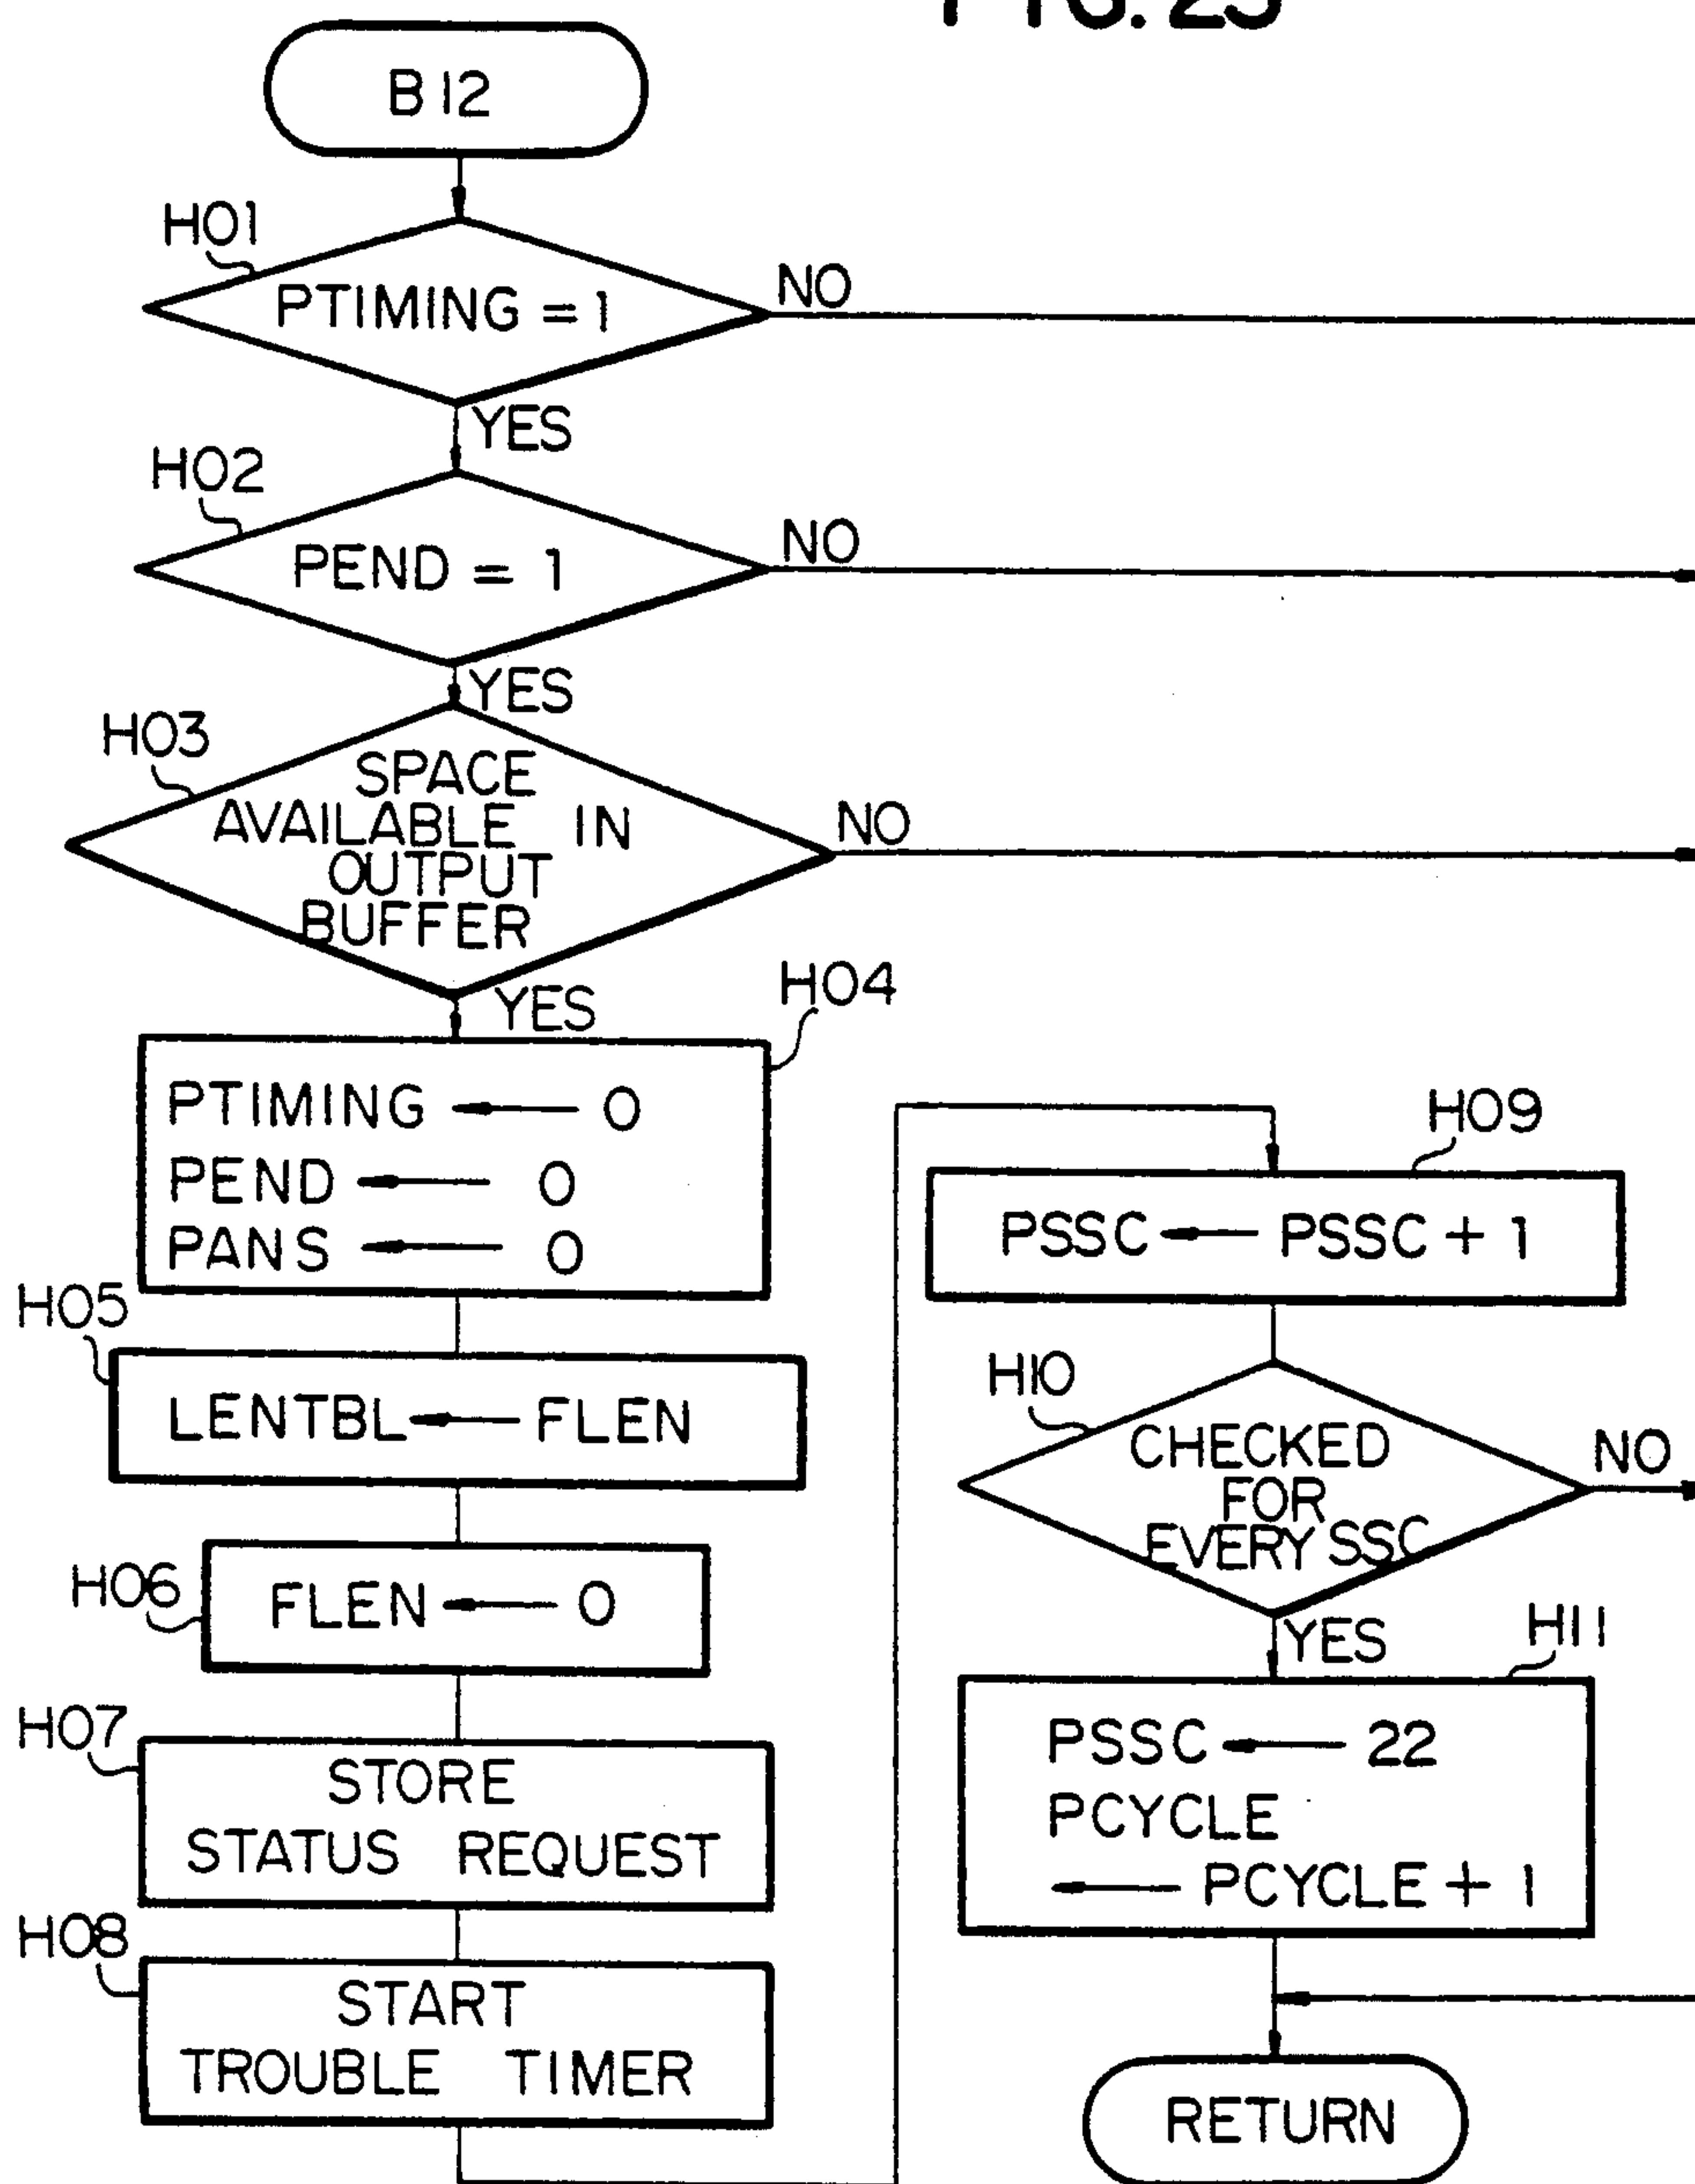 FIG. 25
B12
H01
PTIMING = 1
NO
YES
H02
PEND = 1
NO
YES
H03
SPACE
AVAILABLE IN
OUTPUT
BUFFER
NO
YES
H04
PTIMING ← 0
PEND ← 0
PANS ← 0
H05
LENTBL ← FLEN
H06
FLEN ← 0
H07
STORE
STATUS REQUEST
H08
START
TROUBLE TIMER
H09
PSSC ← PSSC + 1
H10
CHECKED
FOR
EVERY SSC
NO
YES
H11
PSSC ← 22
PCYCLE
← PCYCLE + 1
RETURN